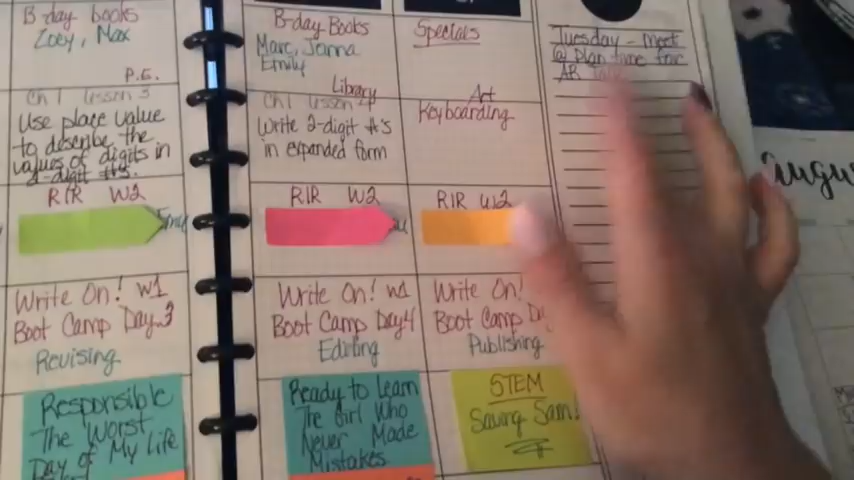 B-day books
Zoey, Max
P.E.
Ch 1 lesson 3
Use place value
to describe the
values of digits in
2-digit #s.
RIR W2
Write On! W1
Boot Camp Day 3
Revising
Responsible
The Worst
Day of My Life
B-day Books
Marc, Jonna
Emily
Library
Ch 1 lesson
Write 2-digit #'s
in expanded form
RIR W2
Write On! W1
Boot Camp Day 4
Editing
Ready to Learn
The Girl Who
Never Made
Mistakes
Specials
Art
Keyboarding
RIR W2
Write On!
Boot Camp
Publishing
STEM
Saving Sam!
Tuesday - Meet
@ Plan time for
AR
Augu